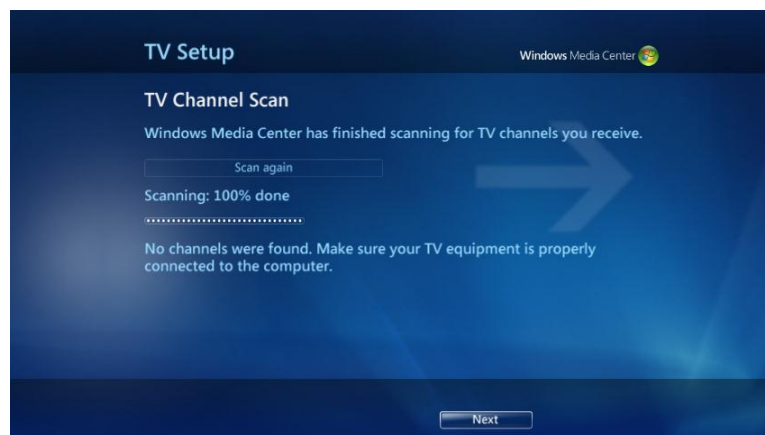 TV Setup
Windows Media Center
TV Channel Scan
Windows Media Center has finished scanning for TV channels you receive.
Scan again
Scanning: 100% done
No channels were found. Make sure your TV equipment is properly
connected to the computer.
Next